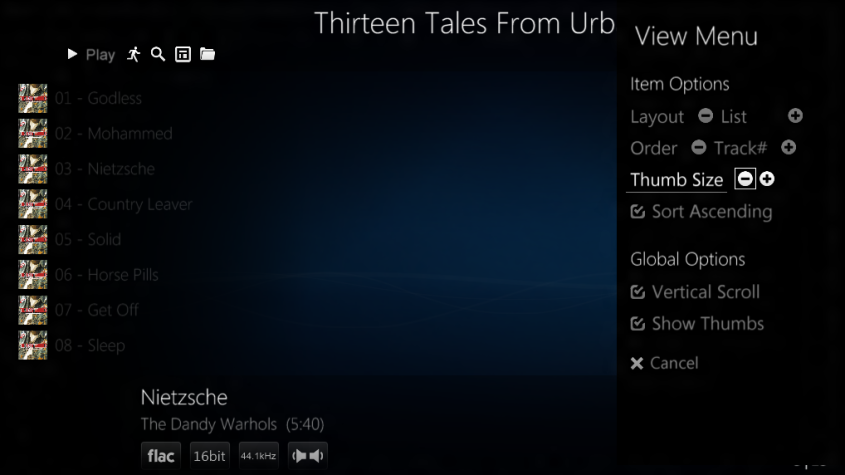 Thirteen Tales From Urb
View Menu
Play
Item Options
01 - Godless
Layout List
02 - Mohammed
Order Track#
03 - Nietzsche
Thumb Size
04 - Country Leaver
Sort Ascending
05 - Solid
Global Options
06 - Horse Pills
Vertical Scroll
07 - Get Off
Show Thumbs
08 - Sleep
Cancel
Nietzsche
The Dandy Warhols (5:40)
flac 16bit 44.1kHz